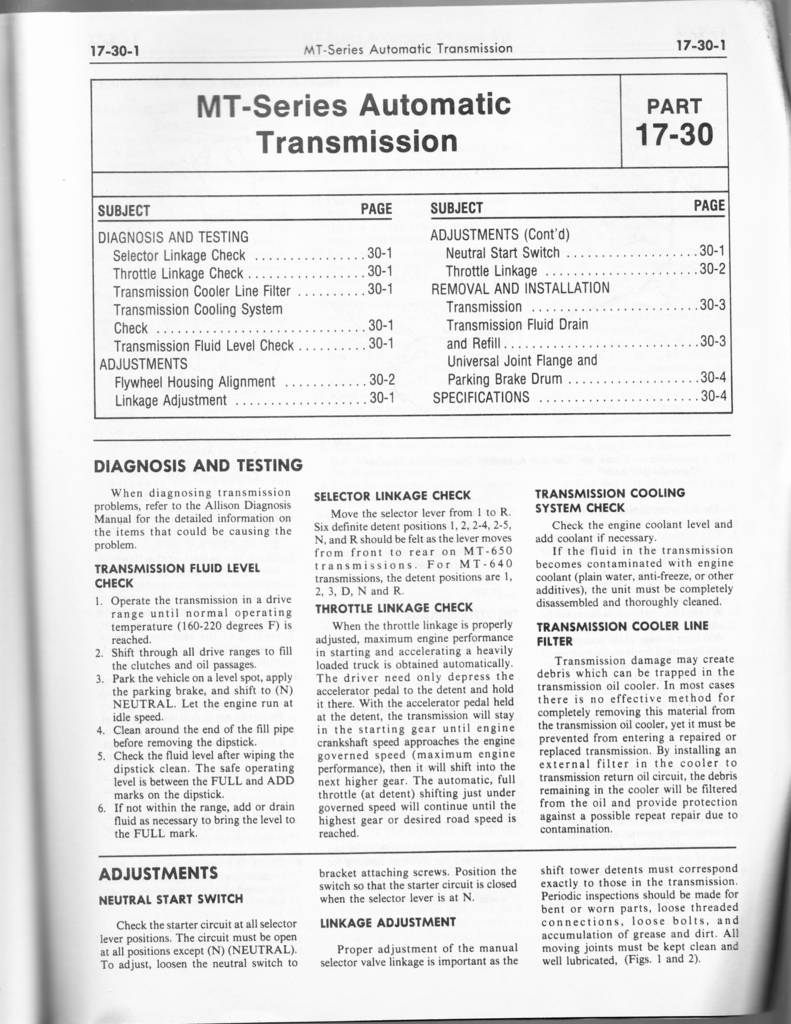 17-30-1
MT-Series Automatic Transmission
17-30-1
MT-Series Automatic
Transmission
PART
17-30
SUBJECT PAGE
DIAGNOSIS AND TESTING
Selector Linkage Check ................ 30-1
Throttle Linkage Check ................. 30-1
Transmission Cooler Line Filter .......... 30-1
Transmission Cooling System
Check .............................. 30-1
Transmission Fluid Level Check .......... 30-1
ADJUSTMENTS
Flywheel Housing Alignment ............ 30-2
Linkage Adjustment ................... 30-1
SUBJECT PAGE
ADJUSTMENTS (Cont'd)
Neutral Start Switch ................... 30-1
Throttle Linkage ...................... 30-2
REMOVAL AND INSTALLATION
Transmission ........................ 30-3
Transmission Fluid Drain
and Refill ............................ 30-3
Universal Joint Flange and
Parking Brake Drum ................... 30-4
SPECIFICATIONS ....................... 30-4
DIAGNOSIS AND TESTING
When diagnosing transmission
problems, refer to the Allison Diagnosis
Manual for the detailed information on
the items that could be causing the
problem.
TRANSMISSION FLUID LEVEL
CHECK
1. Operate the transmission in a drive
range until normal operating
temperature (160-220 degrees F) is
reached.
2. Shift through all drive ranges to fill
the clutches and oil passages.
3. Park the vehicle on a level spot, apply
the parking brake, and shift to (N)
NEUTRAL. Let the engine run at
idle speed.
4. Clean around the end of the fill pipe
before removing the dipstick.
5. Check the fluid level after wiping the
dipstick clean. The safe operating
level is between the FULL and ADD
marks on the dipstick.
6. If not within the range, add or drain
fluid as necessary to bring the level to
the FULL mark.
SELECTOR LINKAGE CHECK
Move the selector lever from 1 to R.
Six definite detent positions 1, 2, 2-4, 2-5,
N, and R should be felt as the lever moves
from front to rear on MT-650
transmissions. For MT-640
transmissions, the detent positions are 1,
2, 3, D, N and R.
THROTTLE LINKAGE CHECK
When the throttle linkage is properly
adjusted, maximum engine performance
in starting and accelerating a heavily
loaded truck is obtained automatically.
The driver need only depress the
accelerator pedal to the detent and hold
it there. With the accelerator pedal held
at the detent, the transmission will stay
in the starting gear until engine
crankshaft speed approaches the engine
governed speed (maximum engine
performance), then it will shift into the
next higher gear. The automatic, full
throttle (at detent) shifting just under
governed speed will continue until the
highest gear or desired road speed is
reached.
TRANSMISSION COOLING
SYSTEM CHECK
Check the engine coolant level and
add coolant if necessary.
If the fluid in the transmission
becomes contaminated with engine
coolant (plain water, anti-freeze, or other
additives), the unit must be completely
disassembled and thoroughly cleaned.
TRANSMISSION COOLER LINE
FILTER
Transmission damage may create
debris which can be trapped in the
transmission oil cooler. In most cases
there is no effective method for
completely removing this material from
the transmission oil cooler, yet it must be
prevented from entering a repaired or
replaced transmission. By installing an
external filter in the cooler to
transmission return oil circuit, the debris
remaining in the cooler will be filtered
from the oil and provide protection
against a possible repeat repair due to
contamination.
ADJUSTMENTS
NEUTRAL START SWITCH
Check the starter circuit at all selector
lever positions. The circuit must be open
at all positions except (N) (NEUTRAL).
To adjust, loosen the neutral switch to
bracket attaching screws. Position the
switch so that the starter circuit is closed
when the selector lever is at N.
LINKAGE ADJUSTMENT
Proper adjustment of the manual
selector valve linkage is important as the
shift tower detents must correspond
exactly to those in the transmission.
Periodic inspections should be made for
bent or worn parts, loose threaded
connections, loose bolts, and
accumulation of grease and dirt. All
moving joints must be kept clean and
well lubricated, (Figs. 1 and 2).